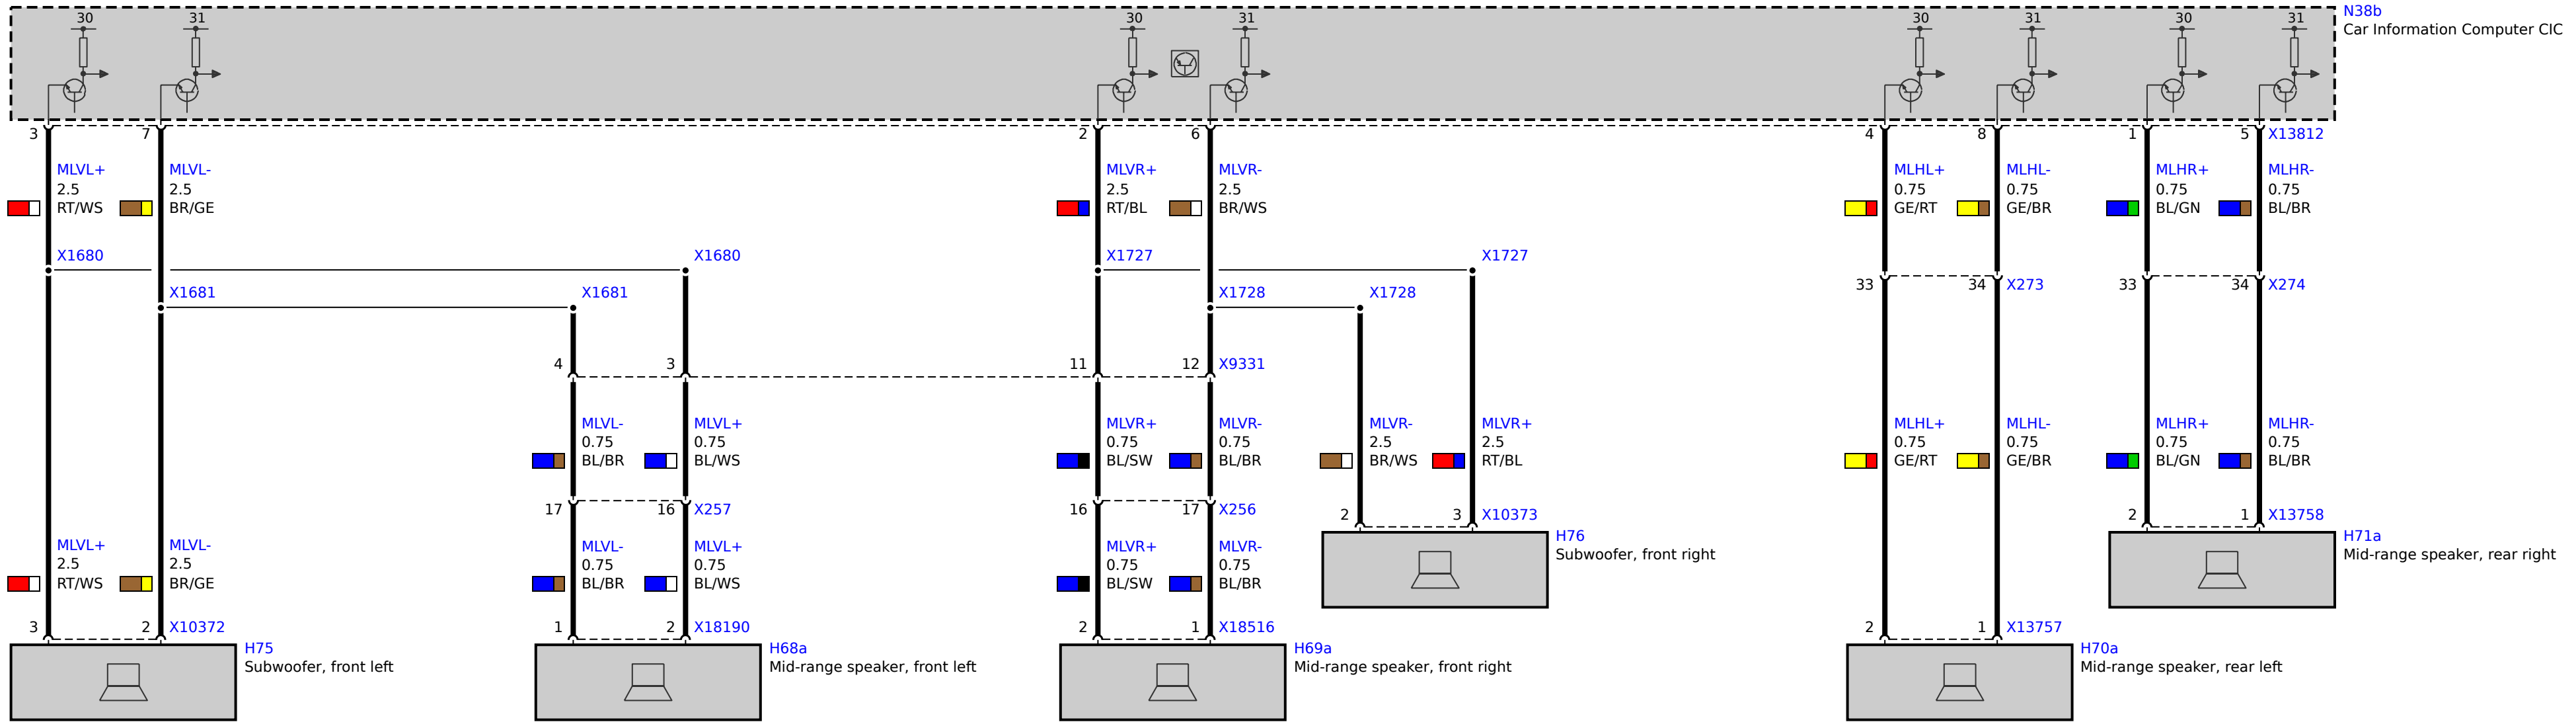 30 31 30 31 30 31 30 31
N38b
Car Information Computer CIC
3 7 2 6 4 8 1 5 X13812
MLVL+ MLVL- MLVR+ MLVR- MLHL+ MLHL- MLHR+ MLHR-
2.5 2.5 2.5 2.5 0.75 0.75 0.75 0.75
RT/WS BR/GE RT/BL BR/WS GE/RT GE/BR BL/GN BL/BR
X1680 X1680 X1727 X1727
33 34 X273 33 34 X274
X1681 X1681 X1728 X1728
4 3 11 12 X9331
MLVL- MLVL+ MLVR+ MLVR- MLVR- MLVR+ MLHL+ MLHL- MLHR+ MLHR-
0.75 0.75 0.75 0.75 2.5 2.5 0.75 0.75 0.75 0.75
BL/BR BL/WS BL/SW BL/BR BR/WS RT/BL GE/RT GE/BR BL/GN BL/BR
17 16 X257 16 17 X256
2 3 X10373 2 1 X13758
H76
Subwoofer, front right
H71a
Mid-range speaker, rear right
MLVL+ MLVL- MLVL- MLVL+ MLVR+ MLVR-
2.5 2.5 0.75 0.75 0.75 0.75
RT/WS BR/GE BL/BR BL/WS BL/SW BL/BR
3 2 X10372 1 2 X18190 2 1 X18516 2 1 X13757
H75
Subwoofer, front left
H68a
Mid-range speaker, front left
H69a
Mid-range speaker, front right
H70a
Mid-range speaker, rear left